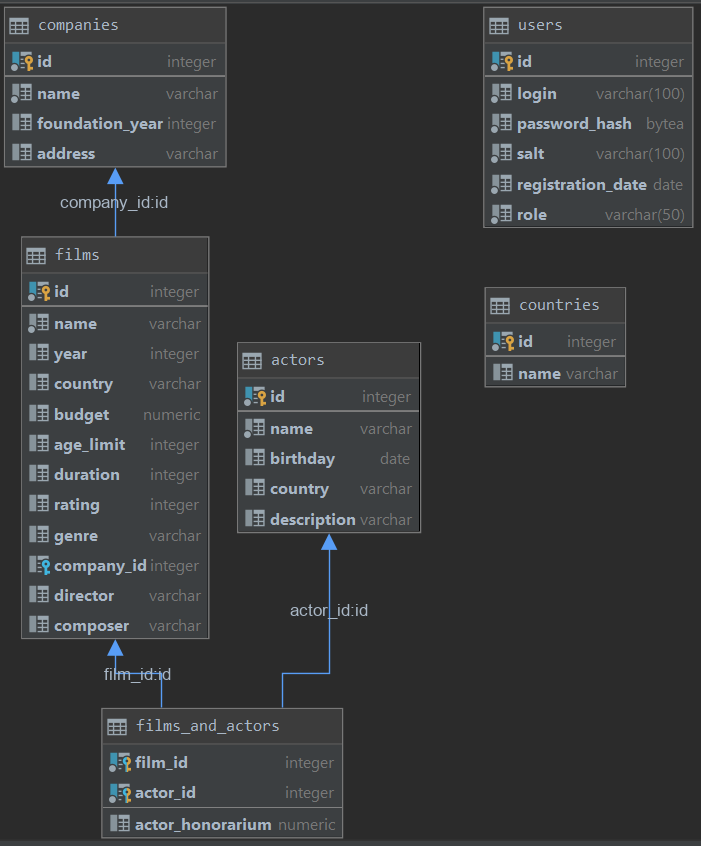 companies
id integer
name varchar
foundation_year integer
address varchar
company_id:id
films
id integer
name varchar
year integer
country varchar
budget numeric
age_limit integer
duration integer
rating integer
genre varchar
company_id integer
director varchar
composer varchar
film_id:id
actors
id integer
name varchar
birthday date
country varchar
description varchar
actor_id:id
films_and_actors
film_id integer
actor_id integer
actor_honorarium numeric
users
id integer
login varchar(100)
password_hash bytea
salt varchar(100)
registration_date date
role varchar(50)
countries
id integer
name varchar